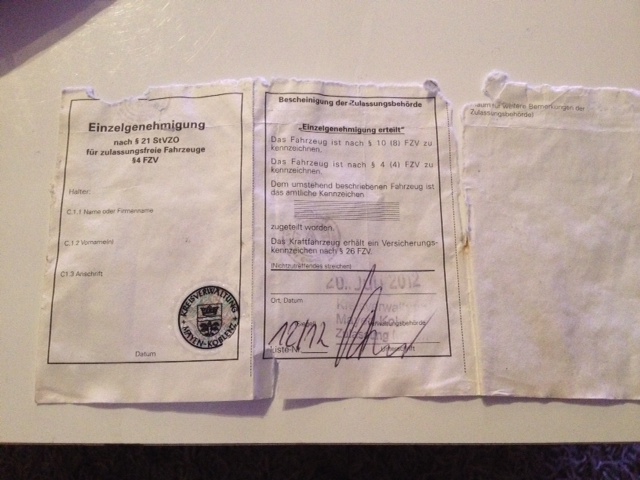 Einzelgenehmigung
nach § 21 StVZO
für zulassungsfreie Fahrzeuge
§4 FZV
Halter:
C.1.1 Name oder Firmenname
C.1.2 Vorname(n)
C.1.3 Anschrift
KREISVERWALTUNG
MAYEN-KOBLENZ
Datum
Bescheinigung der Zulassungsbehörde
„Einzelgenehmigung erteilt"
Das Fahrzeug ist nach § 10 (8) FZV zu
kennzeichnen.
Das Fahrzeug ist nach § 4 (4) FZV zu
kennzeichnen.
Dem umstehend beschriebenen Fahrzeug ist
das amtliche Kennzeichen
zugeteilt worden.
Das Kraftfahrzeug erhält ein Versicherungs-
kennzeichen nach § 26 FZV.
(Nichtzutreffendes streichen)
2012
Ort, Datum
Zulassung
Liste-Nr.
Weitere Bemerkungen der
Zulassungsbehörde)